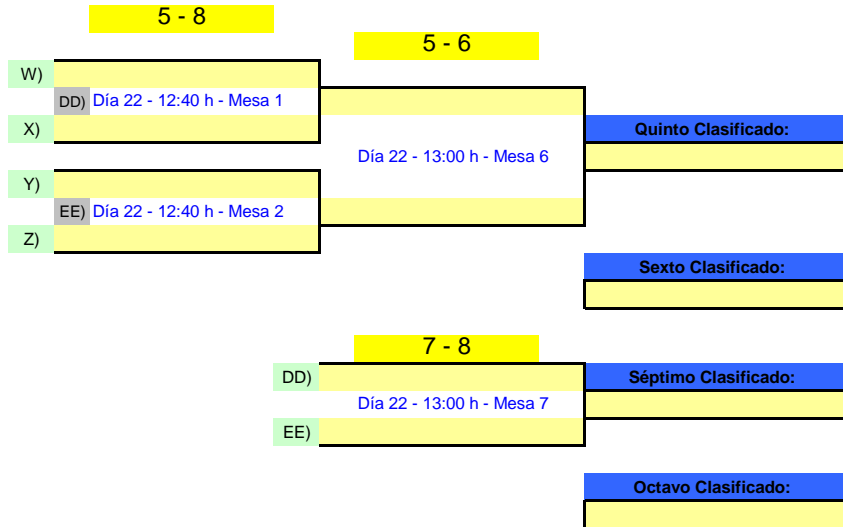 5 - 8
5 - 6
W)
DD) Día 22 - 12:40 h - Mesa 1
X)
Quinto Clasificado:
Día 22 - 13:00 h - Mesa 6
Y)
EE) Día 22 - 12:40 h - Mesa 2
Z)
Sexto Clasificado:
7 - 8
DD)
Séptimo Clasificado:
Día 22 - 13:00 h - Mesa 7
EE)
Octavo Clasificado: